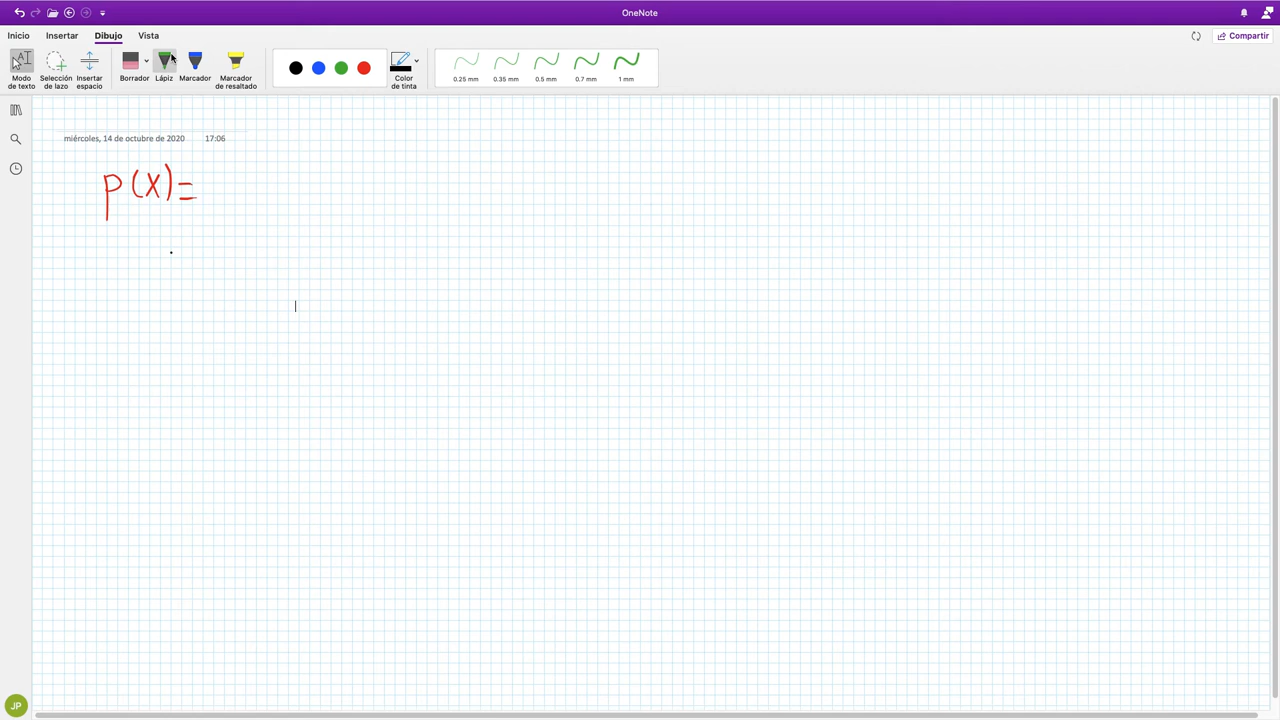 OneNote
Inicio Insertar Dibujo Vista
Compartir
Modo de texto
Selección de lazo
Insertar espacio
Borrador
Lápiz
Marcador
Marcador de resaltado
Color de tinta
0.25 mm 0.35 mm 0.5 mm 0.7 mm 1 mm
miércoles, 14 de octubre de 2020 17:06
P(X)=
JP